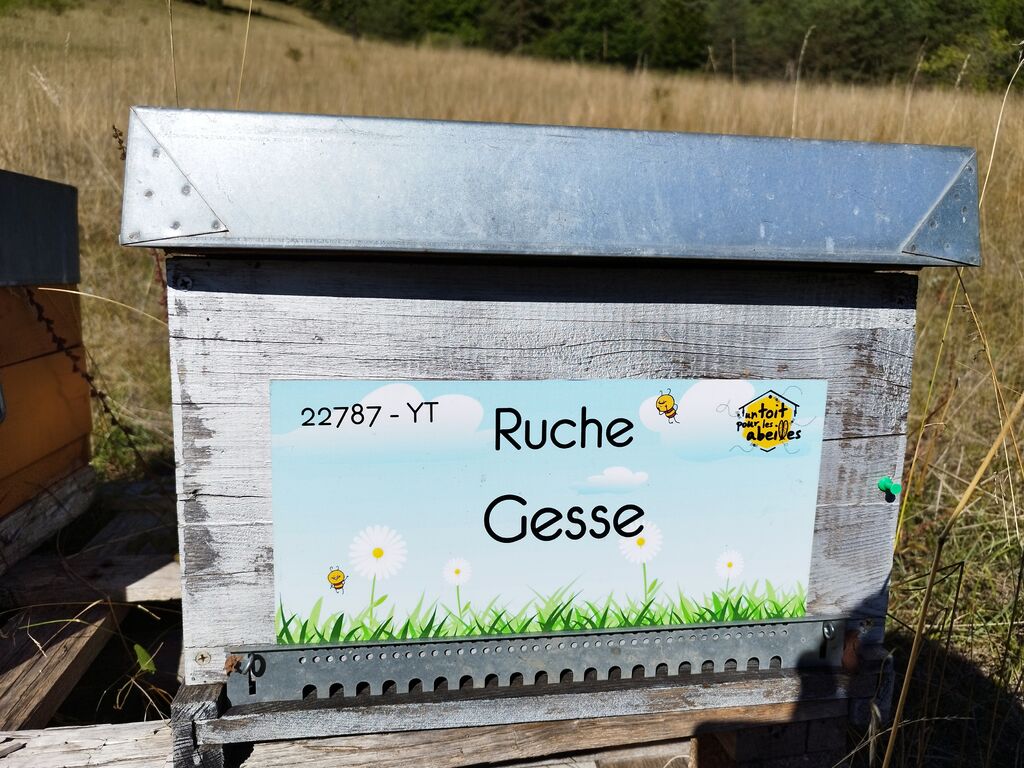 22787 - YT
Ruche
Gesse
un toit
pour les
abeilles